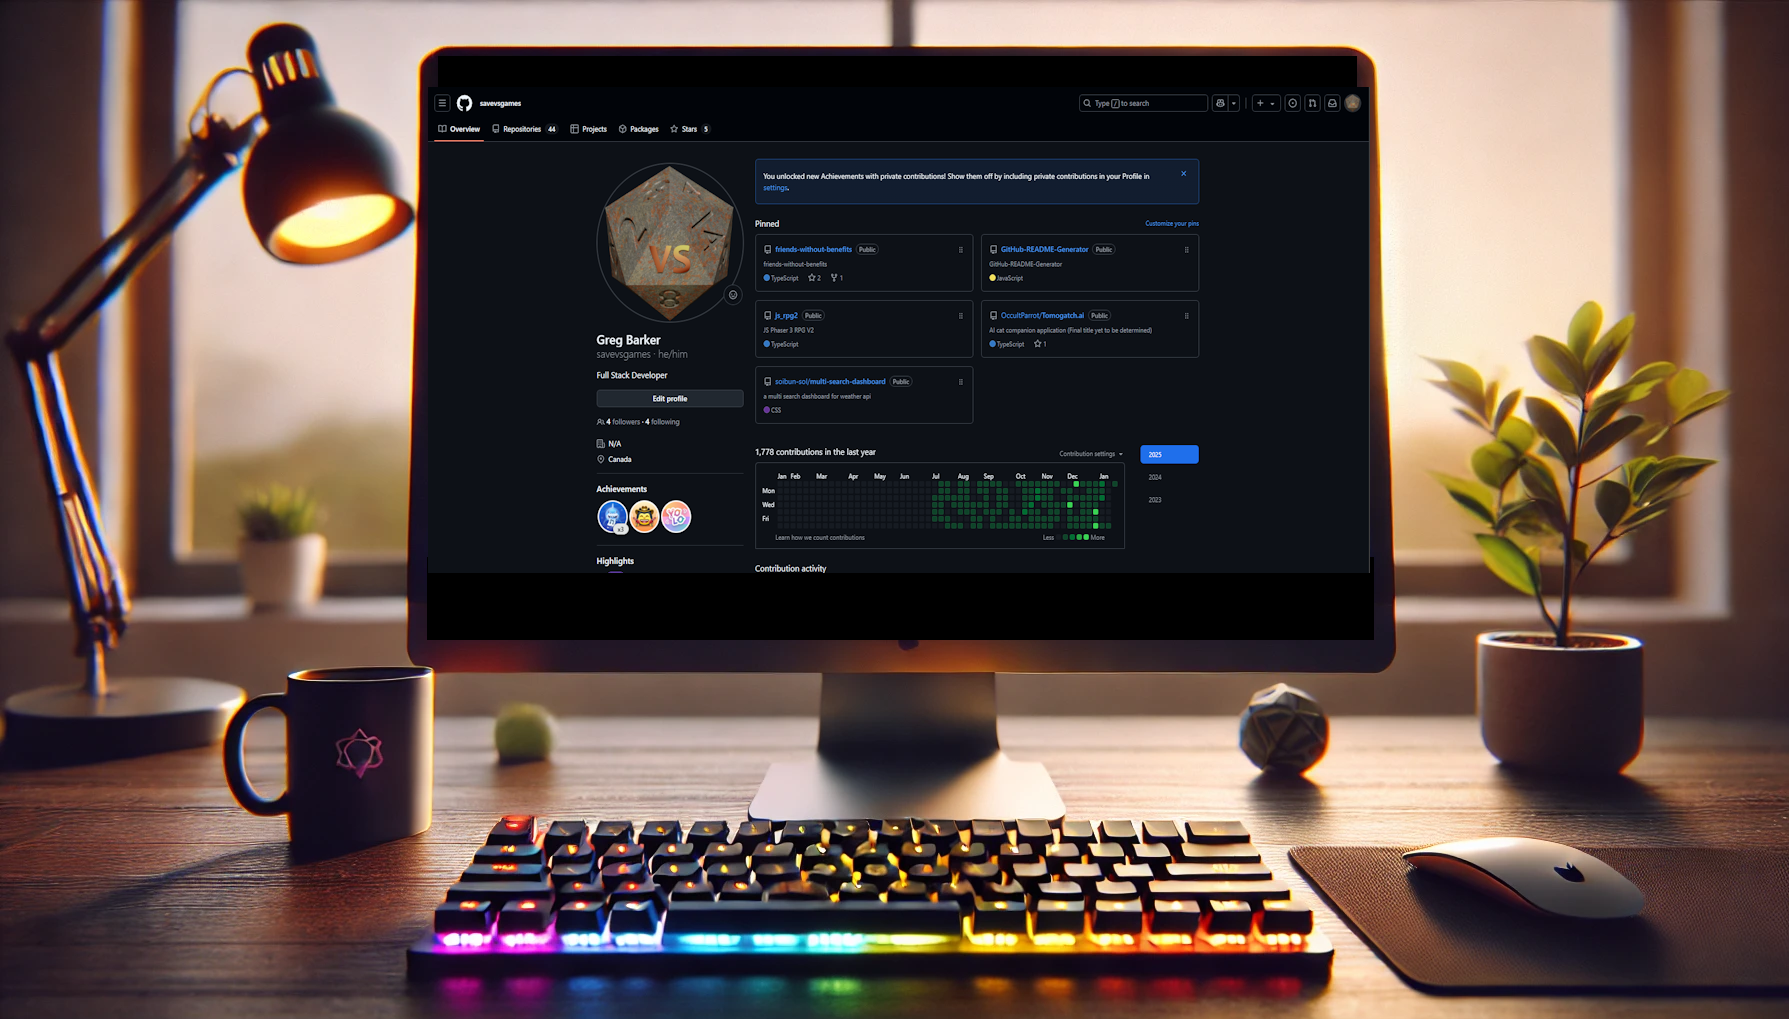 savevsgames
Type / to search
Overview
Repositories 44
Projects
Packages
Stars 5
VS
Greg Barker
savevsgames · he/him
Full Stack Developer
Edit profile
4 followers · 4 following
N/A
Canada
Achievements
x3
YOLO
Highlights
You unlocked new Achievements with private contributions! Show them off by including private contributions in your Profile in
settings.
Pinned
Customize your pins
friends-without-benefits Public
friends-without-benefits
TypeScript 2 1
GitHub-README-Generator Public
GitHub-README-Generator
JavaScript
js_rpg2 Public
JS Phaser 3 RPG V2
TypeScript
OccultParrot/Tomogatch.ai Public
AI cat companion application (Final title yet to be determined)
TypeScript 1
soibun-sol/multi-search-dashboard Public
a multi search dashboard for weather api
CSS
1,778 contributions in the last year
Contribution settings
2025
2024
2023
Jan Feb Mar Apr May Jun Jul Aug Sep Oct Nov Dec Jan
Mon
Wed
Fri
Learn how we count contributions
Less More
Contribution activity